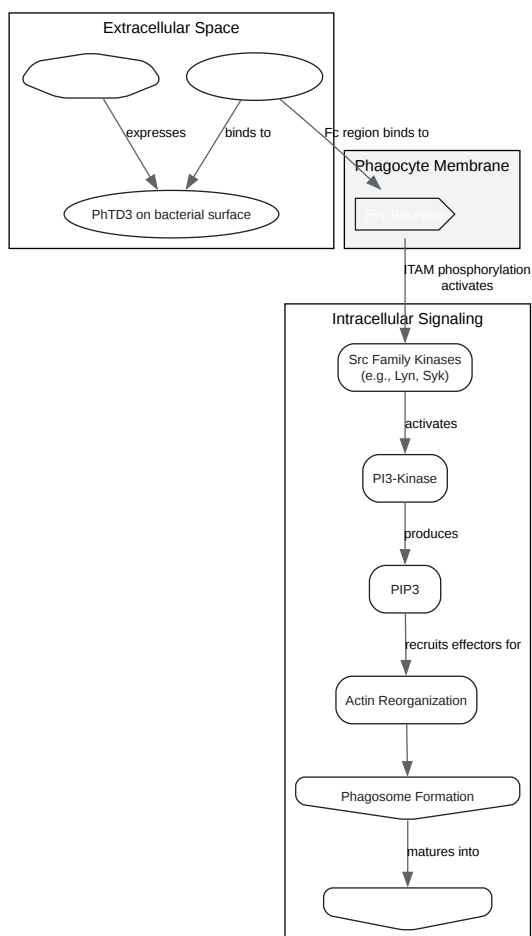 Extracellular Space
expresses
binds to
Fc region binds to
PhTD3 on bacterial surface
Phagocyte Membrane
Fcγ Receptor
ITAM phosphorylation
activates
Intracellular Signaling
Src Family Kinases
(e.g., Lyn, Syk)
activates
PI3-Kinase
produces
PIP3
recruits effectors for
Actin Reorganization
Phagosome Formation
matures into